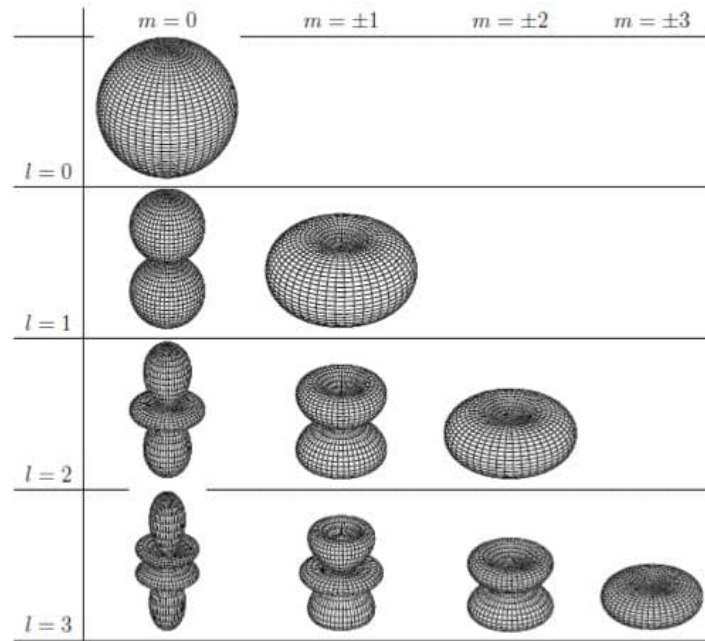 m = 0 m = ±1 m = ±2 m = ±3
l = 0
l = 1
l = 2
l = 3